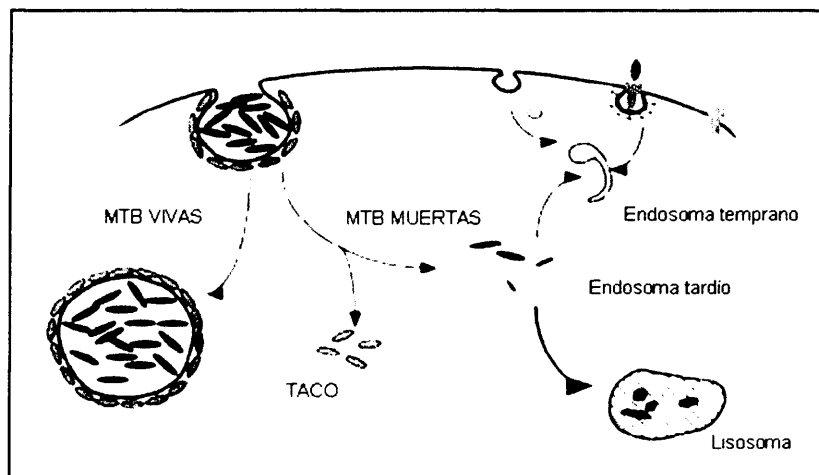 MTB VIVAS
MTB MUERTAS
Endosoma temprano
Endosoma tardio
TACO
Lisosoma